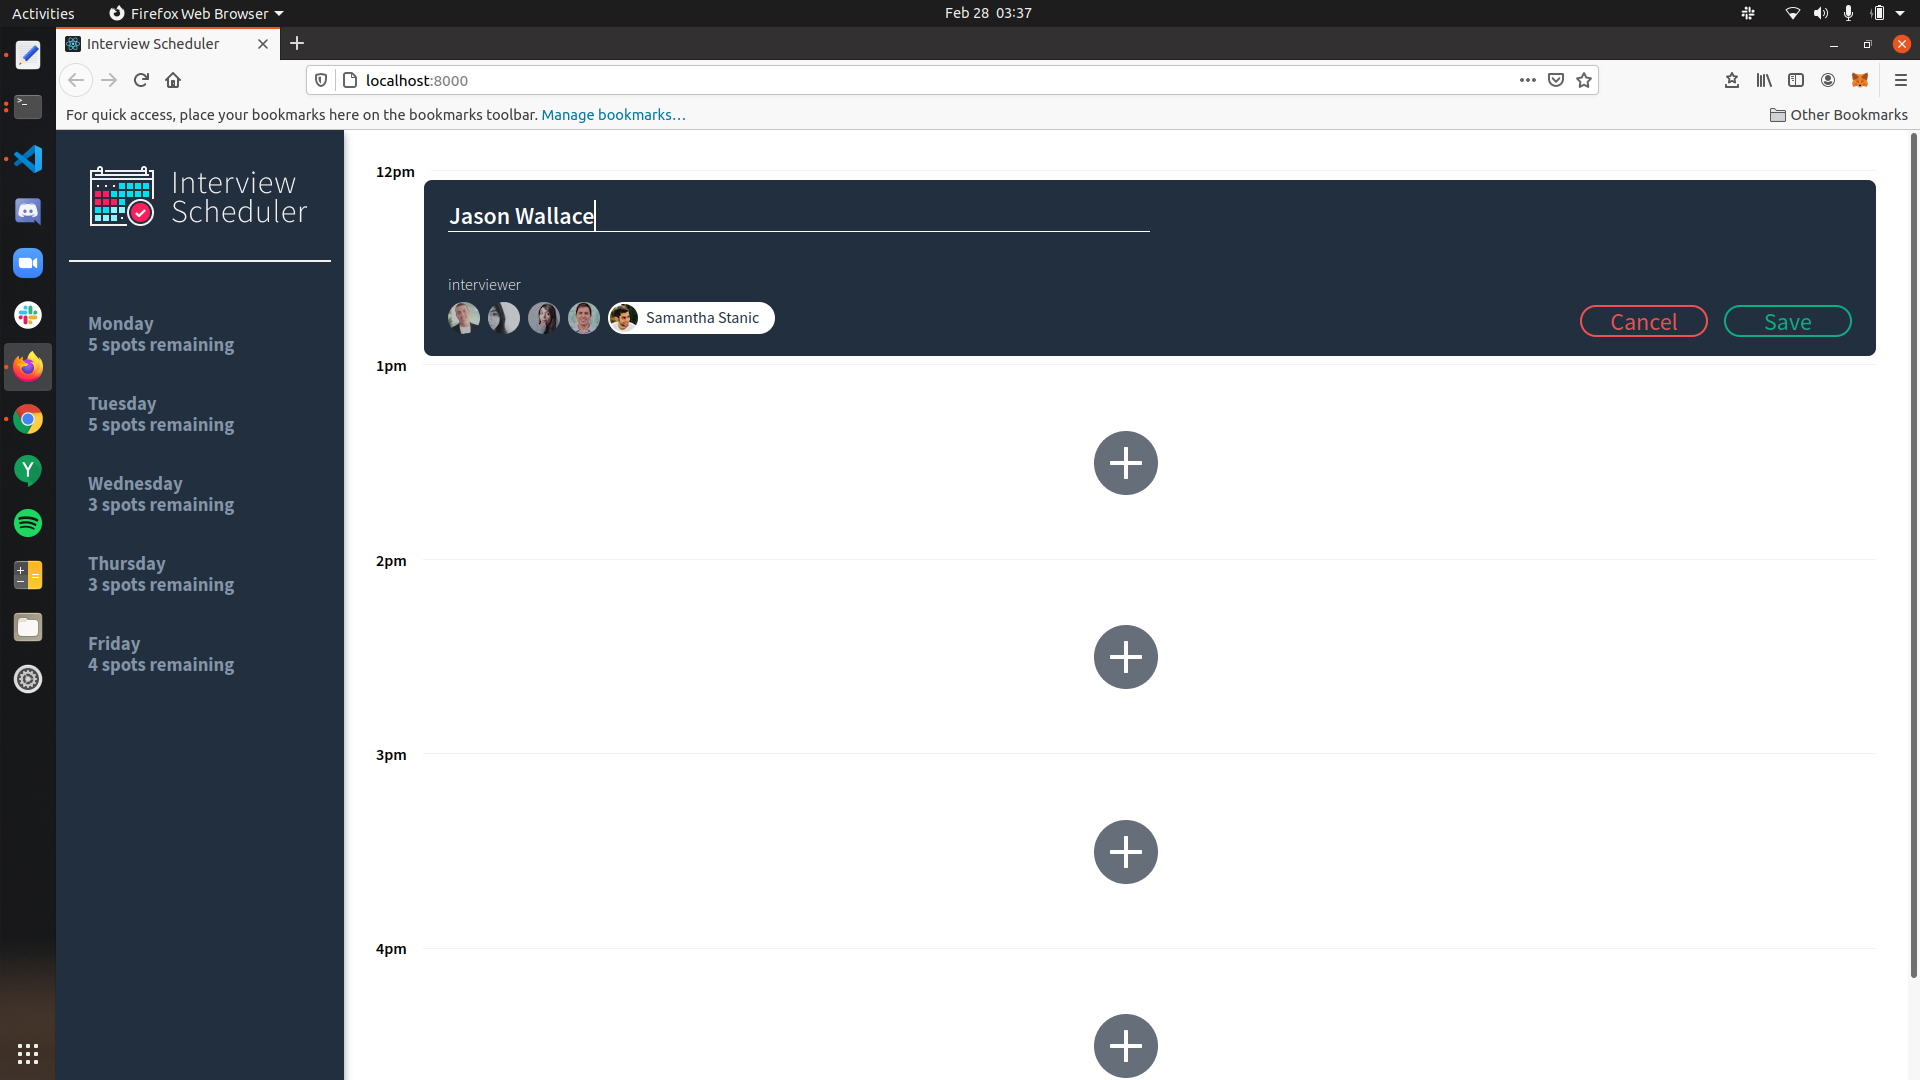 Activities
Firefox Web Browser
Feb 28 03:37
Interview Scheduler
localhost:8000
For quick access, place your bookmarks here on the bookmarks toolbar. Manage bookmarks…
Other Bookmarks
Interview
Scheduler
Monday
5 spots remaining
Tuesday
5 spots remaining
Wednesday
3 spots remaining
Thursday
3 spots remaining
Friday
4 spots remaining
12pm
Jason Wallace
interviewer
Samantha Stanic
Cancel
Save
1pm
2pm
3pm
4pm